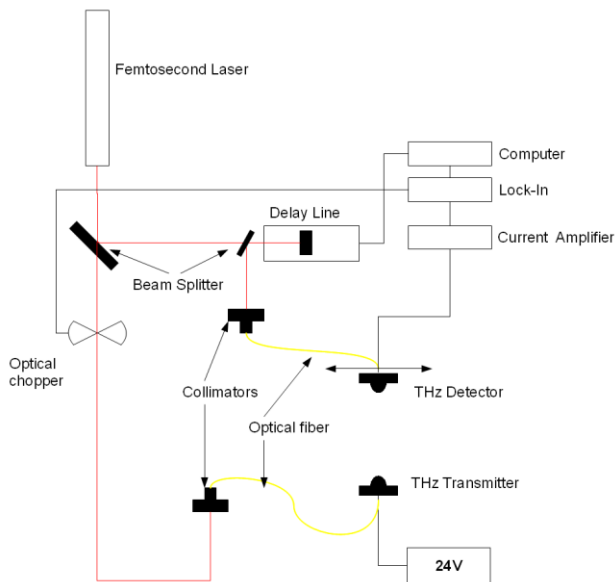 Femtosecond Laser
Computer
Lock-In
Delay Line
Current Amplifier
Beam Splitter
Optical
chopper
Collimators
THz Detector
Optical fiber
THz Transmitter
24V